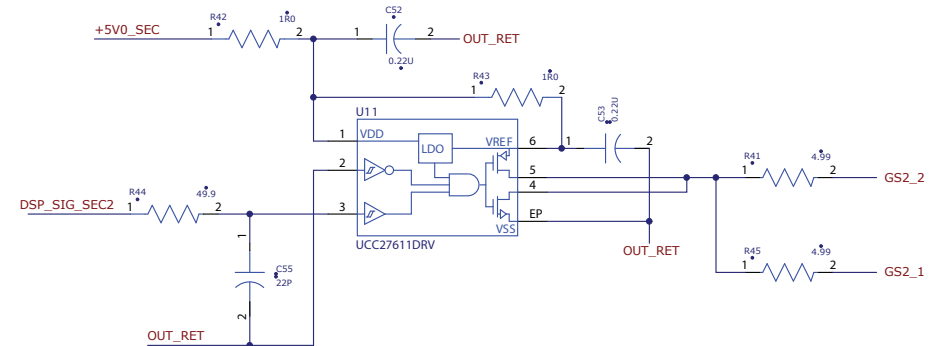 R42
1R0
C52
+5V0_SEC
1
2
1
2
OUT_RET
0.22U
R43
1R0
1
2
C53
0.22U
U11
1
VDD
VREF
6
1
2
LDO
2
5
4
R41
4.99
1
2
GS2_2
R44
49.9
DSP_SIG_SEC2
1
2
3
EP
VSS
UCC27611DRV
OUT_RET
R45
4.99
1
2
GS2_1
1
C55
22P
2
OUT_RET